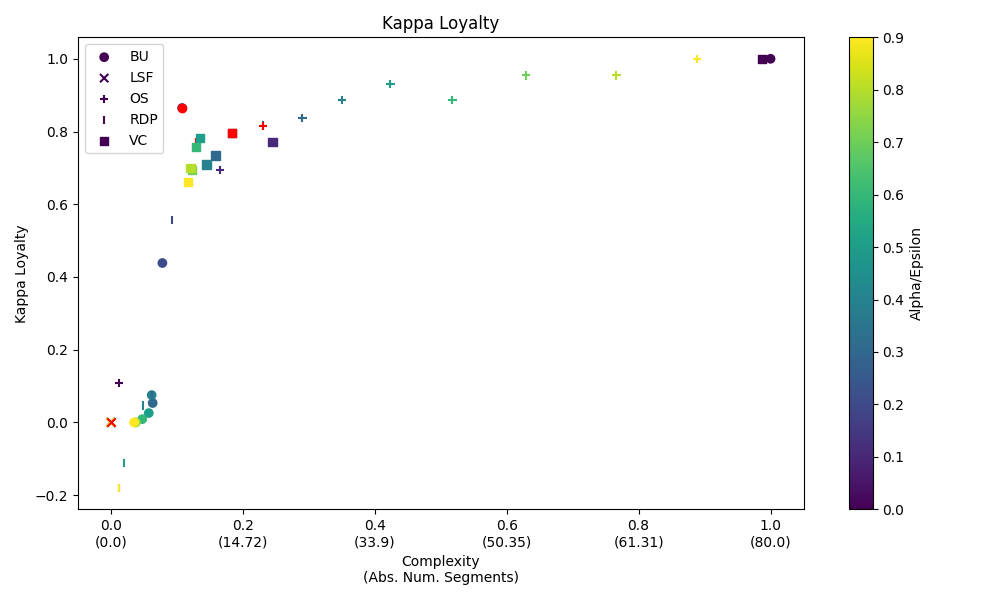 Kappa Loyalty
BU
LSF
OS
RDP
VC
Kappa Loyalty
1.0
0.8
0.6
0.4
0.2
0.0
−0.2
0.0
(0.0)
0.2
(14.72)
0.4
(33.9)
0.6
(50.35)
0.8
(61.31)
1.0
(80.0)
Complexity
(Abs. Num. Segments)
0.9
0.8
0.7
0.6
0.5
0.4
0.3
0.2
0.1
0.0
Alpha/Epsilon